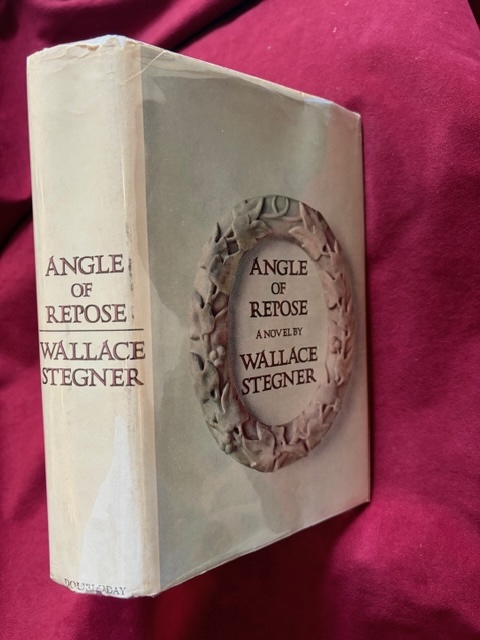 ANGLE
OF
REPOSE
WALLACE
STEGNER
DOUBLEDAY
ANGLE
OF
REPOSE
A NOVEL BY
WALLACE
STEGNER